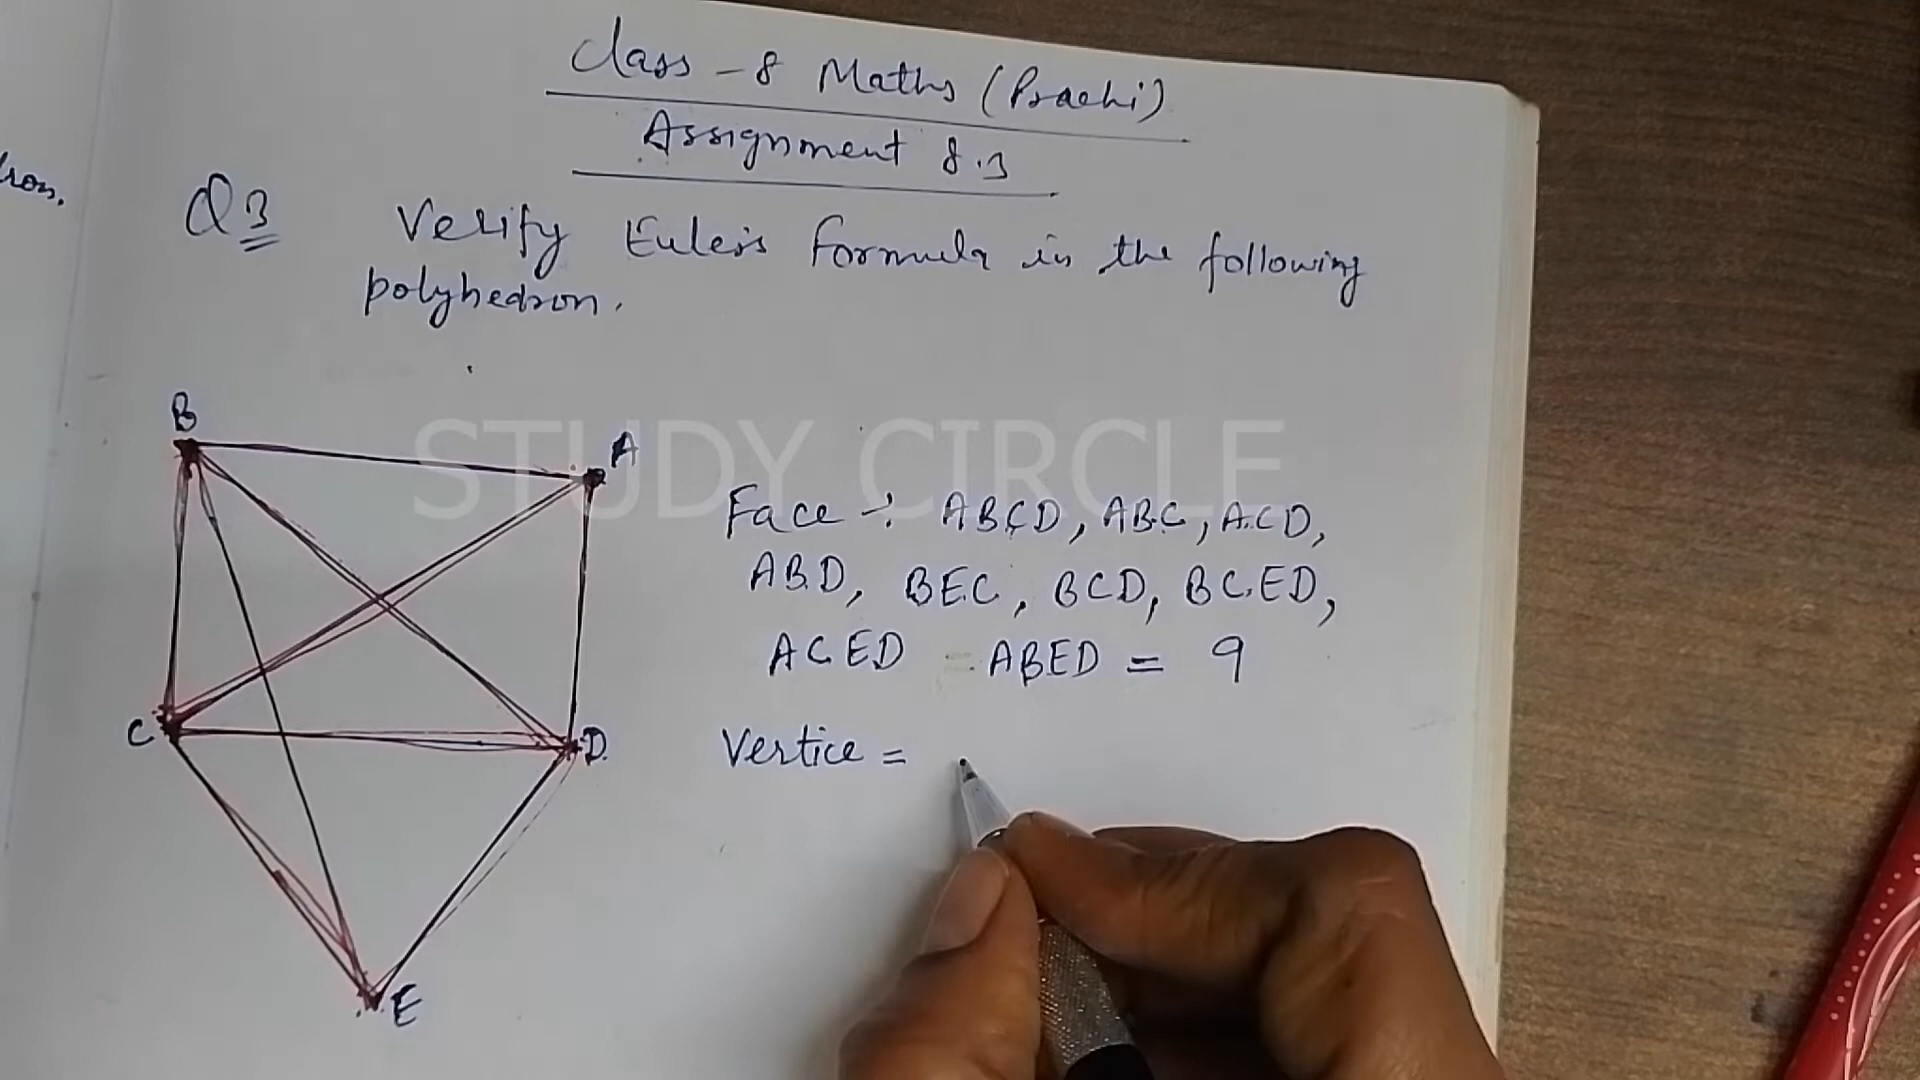 Class - 8 Maths (Prachi)
Assignment 8.3
Q3 Verify Euler's formula in the following
polyhedron.
STUDY CIRCLE
B
A
Face -: ABCD, ABC, ACD,
ABD, BEC, BCD, BCED,
ACED = ABED = 9
C
D
Vertice =
E